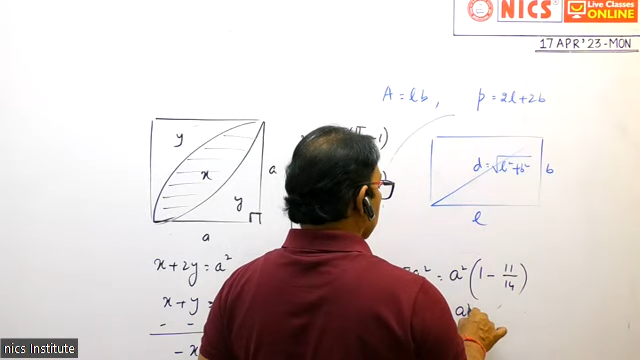 NICS
Live Classes
ONLINE
17 APR'23-MON
A = lb, p = 2l+2b
y
x
y
a
a
d = √l²+b²
b
l
x + 2y = a²
x + y =
- -
- x
a² = a² (1 - 11/14)
nics Institute